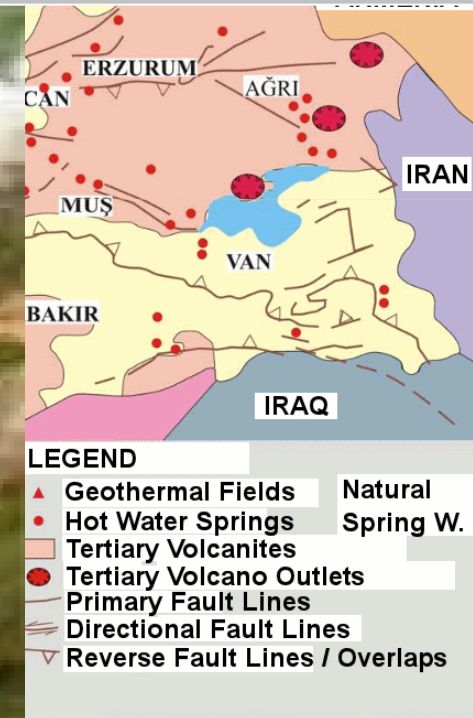 ERZURUM
AĞRI
CAN
IRAN
MUŞ
VAN
BAKIR
IRAQ
LEGEND
Geothermal Fields
Natural
Hot Water Springs
Spring W.
Tertiary Volcanites
Tertiary Volcano Outlets
Primary Fault Lines
Directional Fault Lines
Reverse Fault Lines / Overlaps